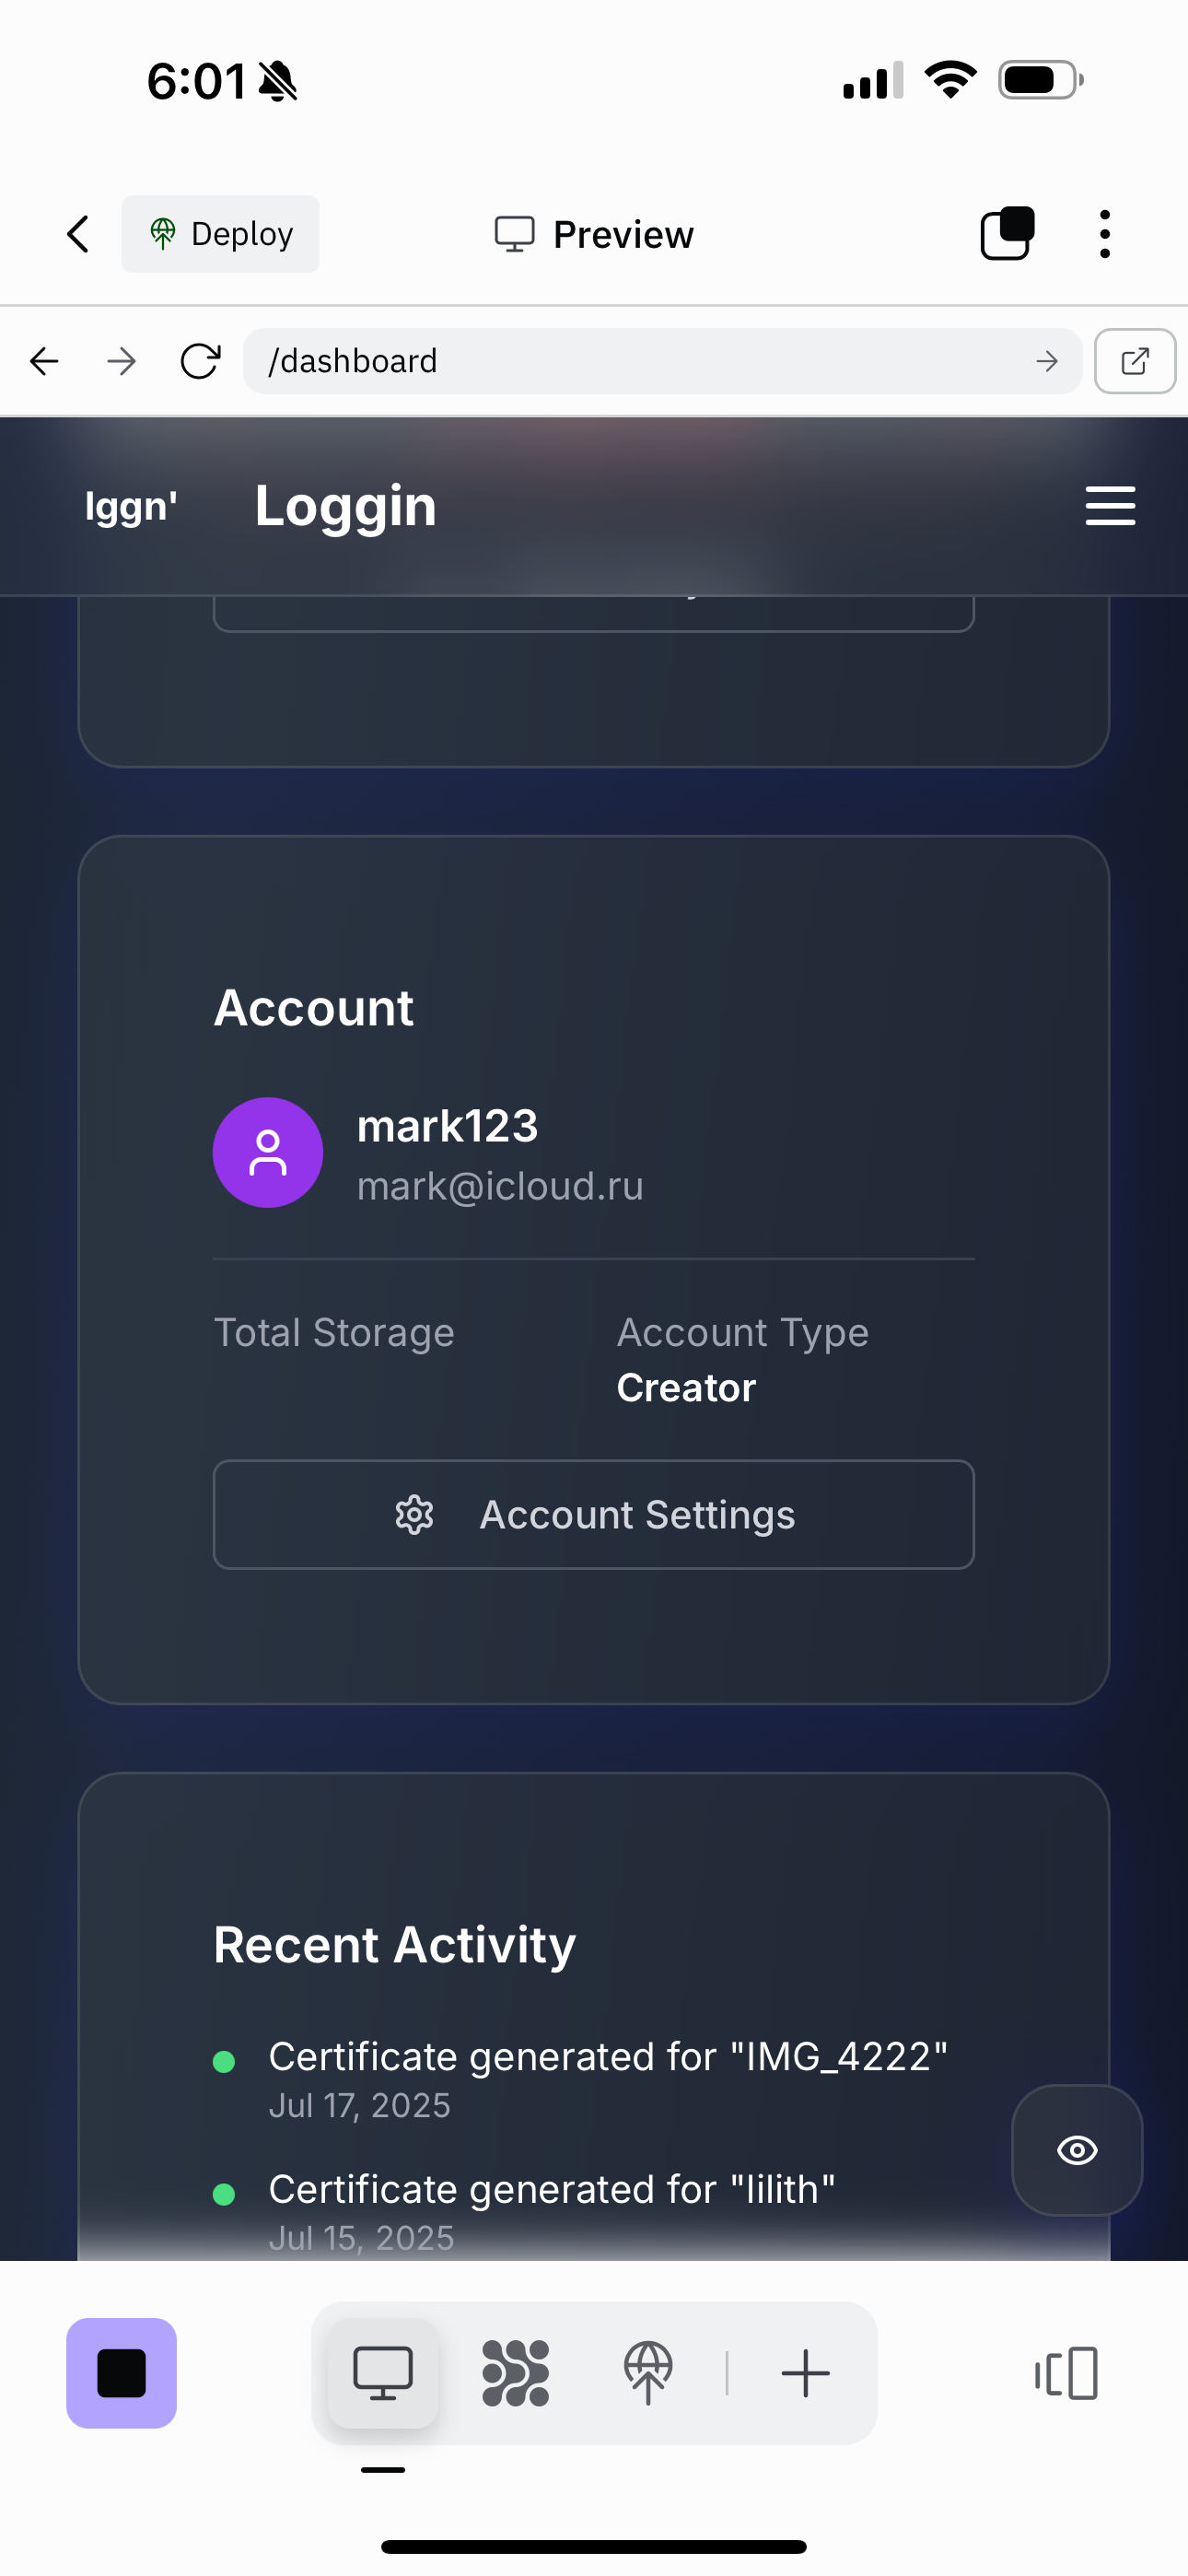 6:01
Deploy
Preview
/dashboard
lggn'
Loggin
Account
mark123
mark@icloud.ru
Total Storage
Account Type
Creator
Account Settings
Recent Activity
Certificate generated for "IMG_4222"
Jul 17, 2025
Certificate generated for "lilith"
Jul 15, 2025